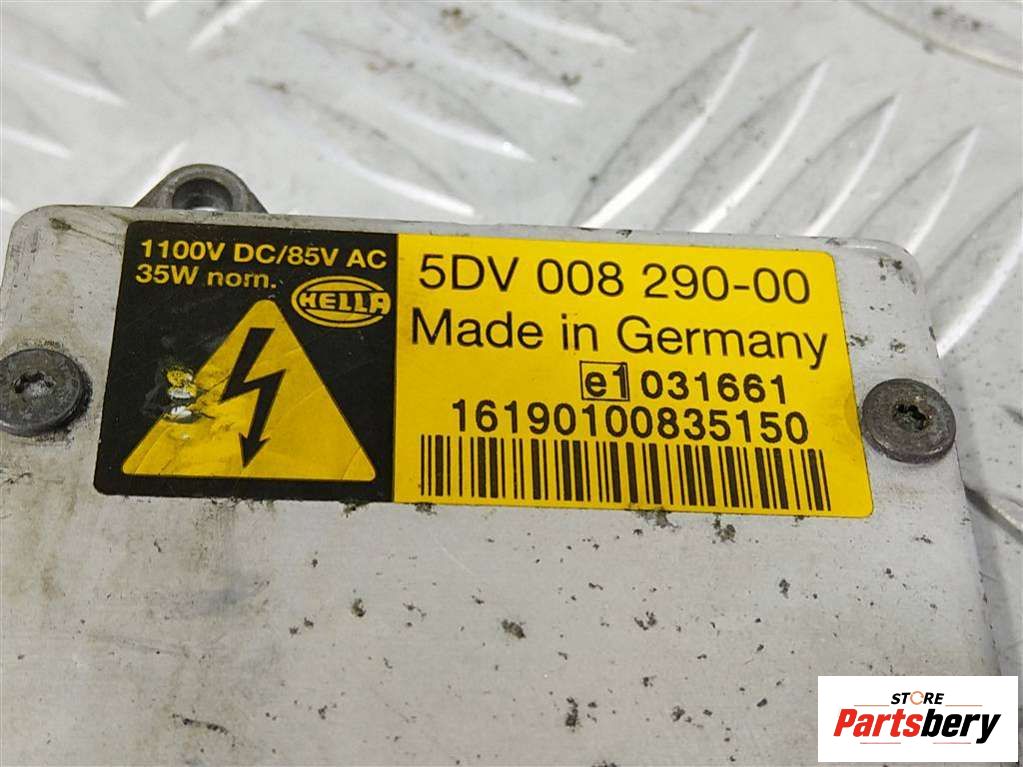 1100V DC/85V AC
35W nom.
HELLA
5DV 008 290-00
Made in Germany
e1 031661
16190100835150
STORE
Partsbery